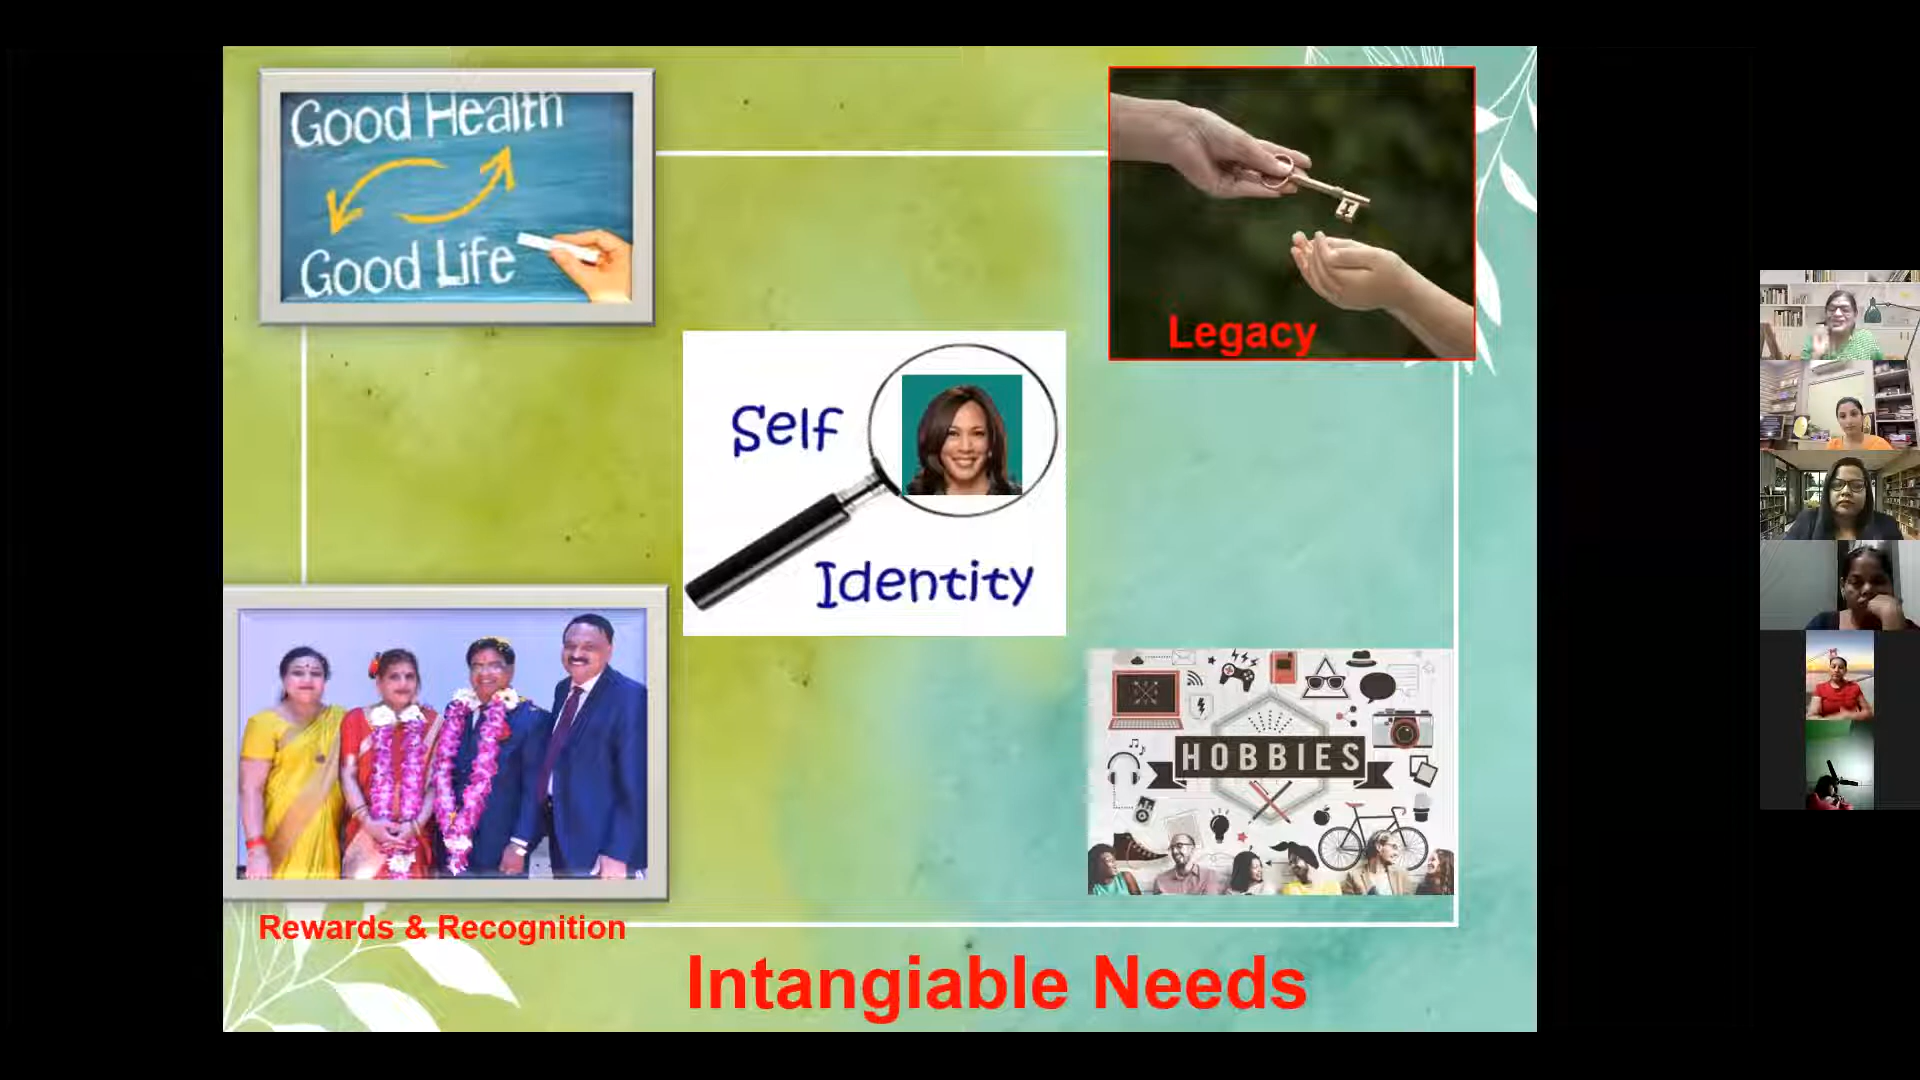 Good Health
Good Life
Legacy
Self
Identity
HOBBIES
Rewards & Recognition
Intangiable Needs